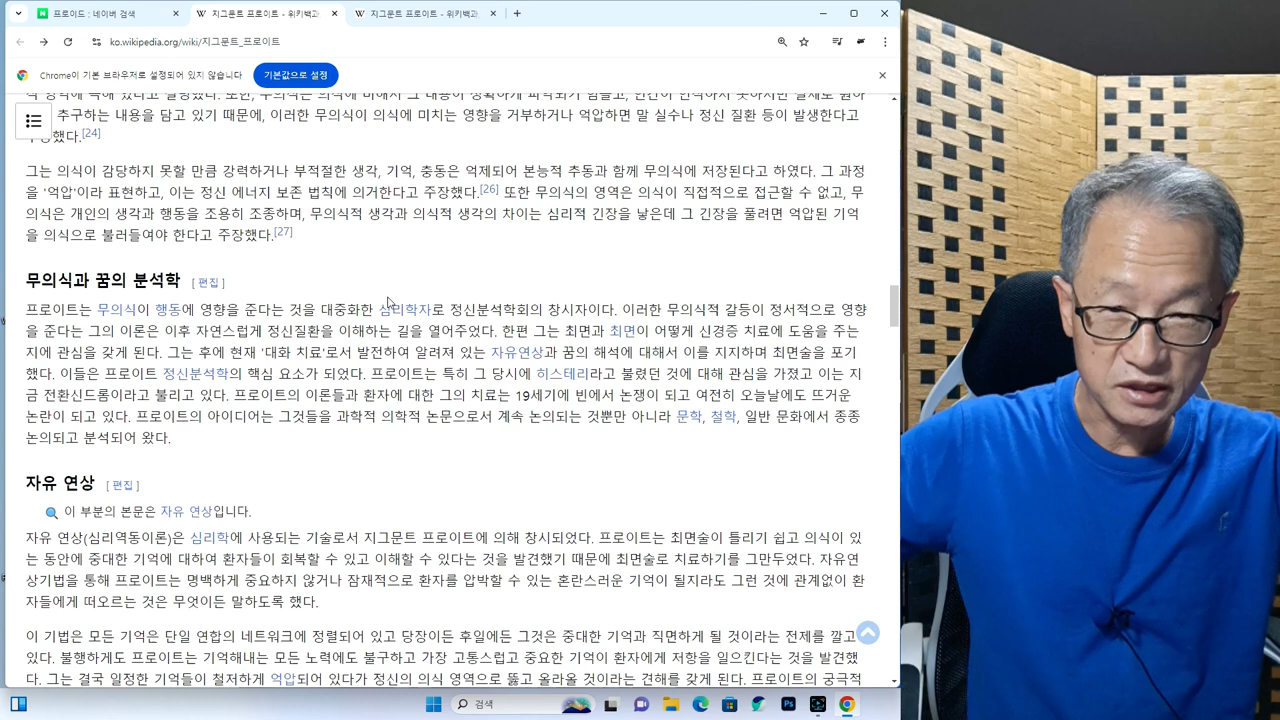 프로이드 : 네이버 검색
지그문트 프로이트 - 위키백과
지그문트 프로이트 - 위키백과
ko.wikipedia.org/wiki/지그문트_프로이트
Chrome이 기본 브라우저로 설정되어 있지 않습니다
기본값으로 설정
추구하는 내용을 담고 있기 때문에, 이러한 무의식이 의식에 미치는 영향을 거부하거나 억압하면 말 실수나 정신 질환 등이 발생한다고
했다.[24]
그는 의식이 감당하지 못할 만큼 강력하거나 부적절한 생각, 기억, 충동은 억제되어 본능적 추동과 함께 무의식에 저장된다고 하였다. 그 과정
을 '억압'이라 표현하고, 이는 정신 에너지 보존 법칙에 의거한다고 주장했다.[26] 또한 무의식의 영역은 의식이 직접적으로 접근할 수 없고, 무
의식은 개인의 생각과 행동을 조용히 조종하며, 무의식적 생각과 의식적 생각의 차이는 심리적 긴장을 낳은데 그 긴장을 풀려면 억압된 기억
을 의식으로 불러들여야 한다고 주장했다.[27]
무의식과 꿈의 분석학 [편집]
프로이트는 무의식이 행동에 영향을 준다는 것을 대중화한 심리학자로 정신분석학회의 창시자이다. 이러한 무의식적 갈등이 정서적으로 영향
을 준다는 그의 이론은 이후 자연스럽게 정신질환을 이해하는 길을 열어주었다. 한편 그는 최면과 최면이 어떻게 신경증 치료에 도움을 주는
지에 관심을 갖게 된다. 그는 후에 현재 '대화 치료'로서 발전하여 알려져 있는 자유연상과 꿈의 해석에 대해서 이를 지지하며 최면술을 포기
했다. 이들은 프로이트 정신분석학의 핵심 요소가 되었다. 프로이트는 특히 그 당시에 히스테리라고 불렸던 것에 대해 관심을 가졌고 이는 지
금 전환신드롬이라고 불리고 있다. 프로이트의 이론들과 환자에 대한 그의 치료는 19세기에 빈에서 논쟁이 되고 여전히 오늘날에도 뜨거운
논란이 되고 있다. 프로이트의 아이디어는 그것들을 과학적 의학적 논문으로서 계속 논의되는 것뿐만 아니라 문학, 철학, 일반 문화에서 종종
논의되고 분석되어 왔다.
자유 연상 [편집]
이 부분의 본문은 자유 연상입니다.
자유 연상(심리역동이론)은 심리학에 사용되는 기술로서 지그문트 프로이트에 의해 창시되었다. 프로이트는 최면술이 틀리기 쉽고 의식이 있
는 동안에 중대한 기억에 대하여 환자들이 회복할 수 있고 이해할 수 있다는 것을 발견했기 때문에 최면술로 치료하기를 그만두었다. 자유연
상기법을 통해 프로이트는 명백하게 중요하지 않거나 잠재적으로 환자를 압박할 수 있는 혼란스러운 기억이 될지라도 그런 것에 관계없이 환
자들에게 떠오르는 것은 무엇이든 말하도록 했다.
이 기법은 모든 기억은 단일 연합의 네트워크에 정렬되어 있고 당장이든 후일에든 그것은 중대한 기억과 직면하게 될 것이라는 전제를 깔고
있다. 불행하게도 프로이트는 기억해내는 모든 노력에도 불구하고 가장 고통스럽고 중요한 기억이 환자에게 저항을 일으킨다는 것을 발견했
다. 그는 결국 일정한 기억들이 철저하게 억압되어 있다가 정신의 의식 영역으로 뚫고 올라올 것이라는 견해를 갖게 된다. 프로이트의 궁극적
검색